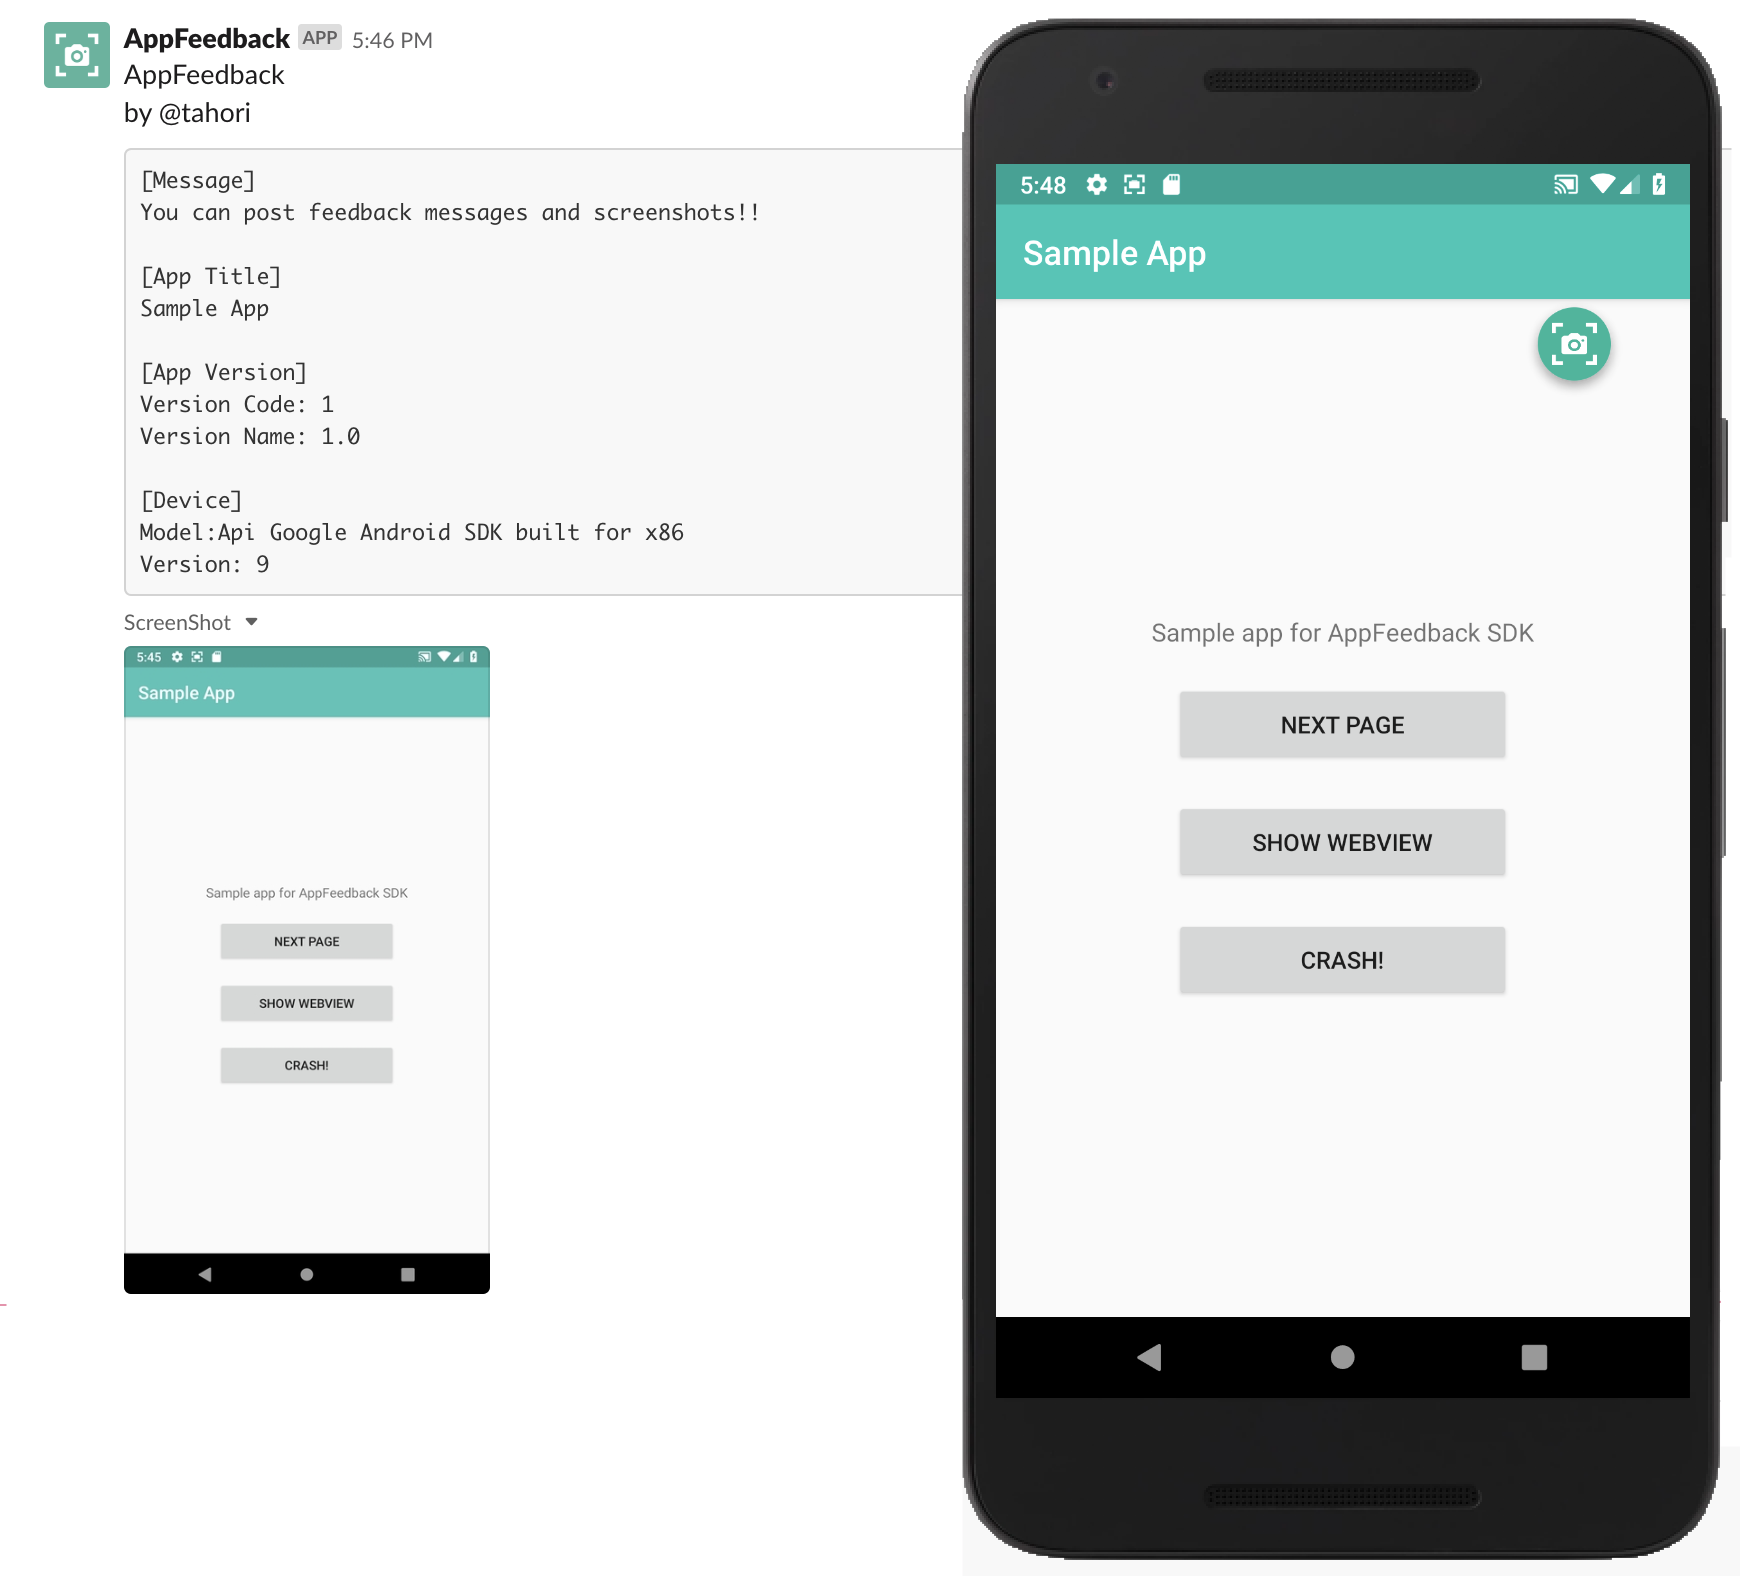 AppFeedback APP 5:46 PM
AppFeedback
by @tahori
[Message]
You can post feedback messages and screenshots!!
[App Title]
Sample App
[App Version]
Version Code: 1
Version Name: 1.0
[Device]
Model:Api Google Android SDK built for x86
Version: 9
ScreenShot
5:45
Sample App
Sample app for AppFeedback SDK
NEXT PAGE
SHOW WEBVIEW
CRASH!
5:48
Sample App
Sample app for AppFeedback SDK
NEXT PAGE
SHOW WEBVIEW
CRASH!